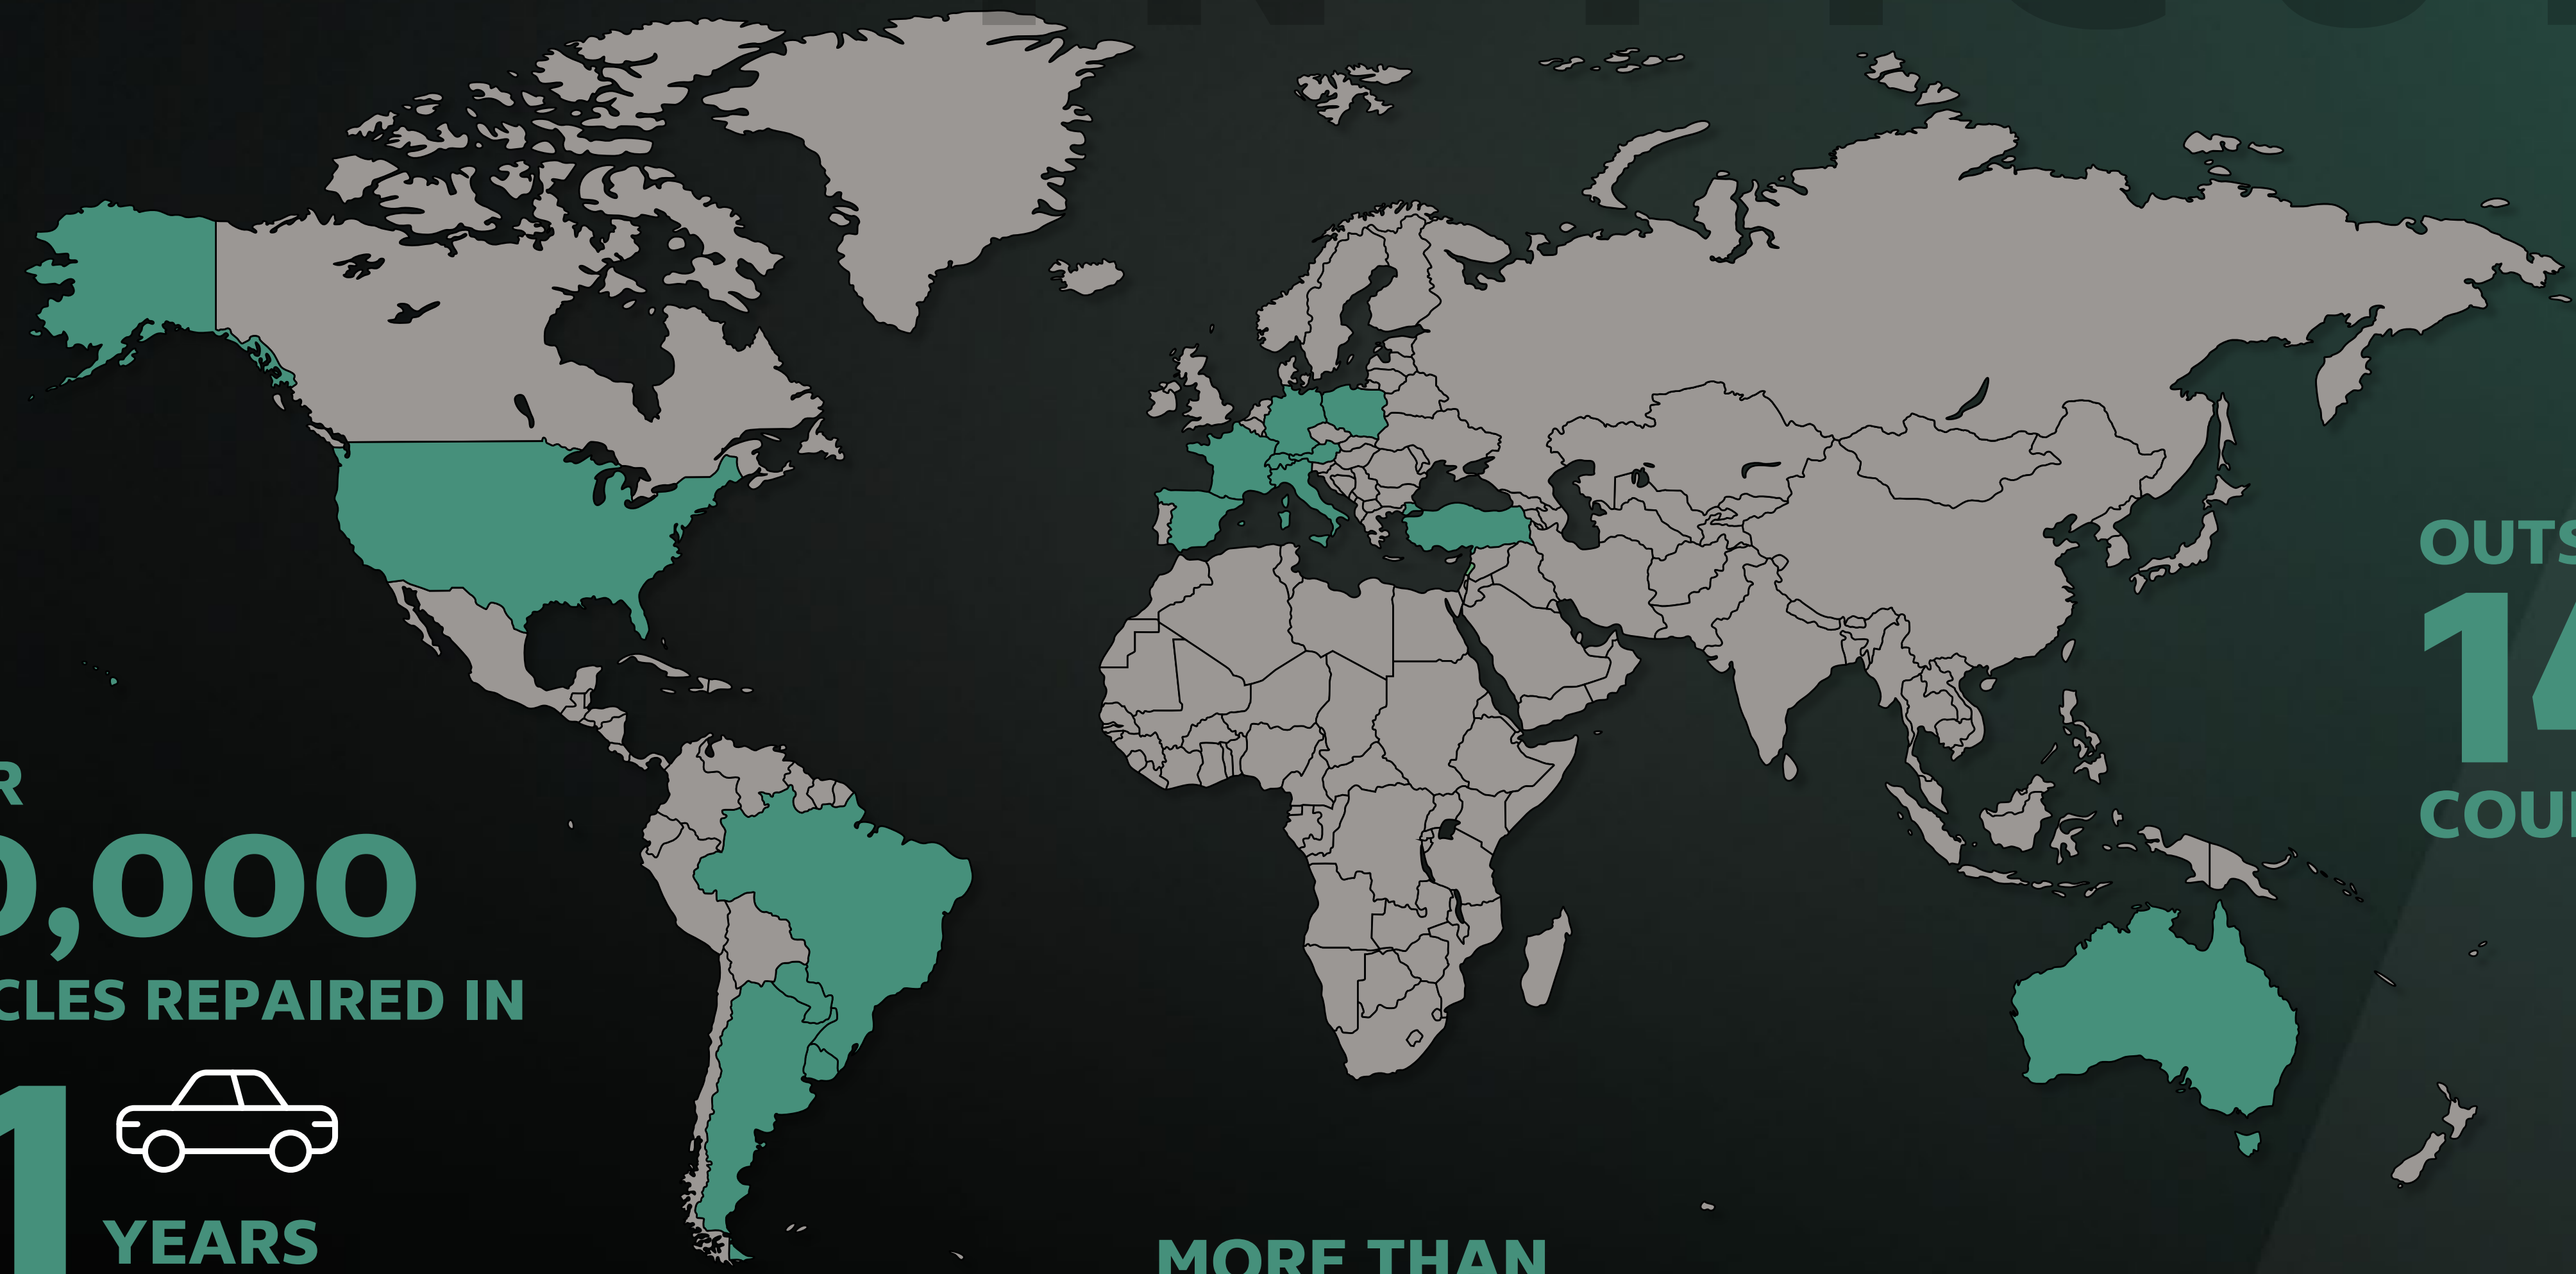 R
0,000
CLES REPAIRED IN
1
YEARS
MORE THAN
OUTS
14
COU